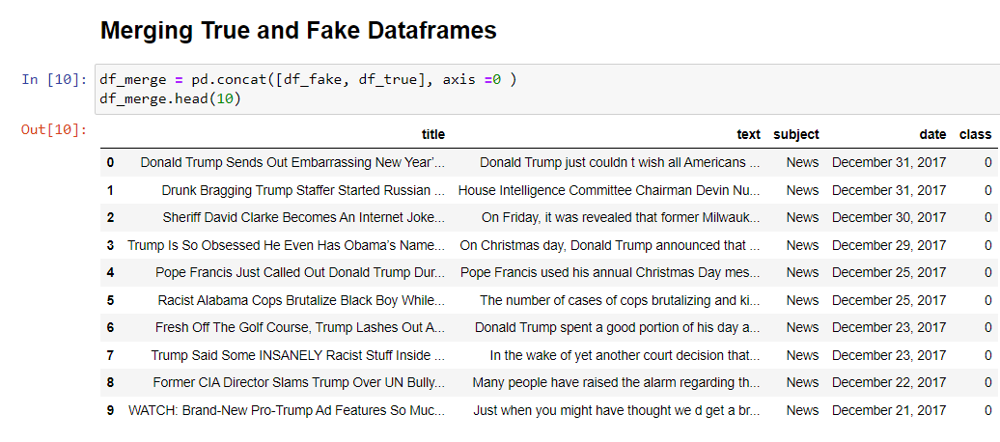 Merging True and Fake Dataframes
In [10]: df_merge = pd.concat([df_fake, df_true], axis =0 )
df_merge.head(10)
Out[10]:
title text subject date class
0 Donald Trump Sends Out Embarrassing New Year’... Donald Trump just couldn t wish all Americans ... News December 31, 2017 0
1 Drunk Bragging Trump Staffer Started Russian ... House Intelligence Committee Chairman Devin Nu... News December 31, 2017 0
2 Sheriff David Clarke Becomes An Internet Joke... On Friday, it was revealed that former Milwauk... News December 30, 2017 0
3 Trump Is So Obsessed He Even Has Obama’s Name... On Christmas day, Donald Trump announced that ... News December 29, 2017 0
4 Pope Francis Just Called Out Donald Trump Dur... Pope Francis used his annual Christmas Day mes... News December 25, 2017 0
5 Racist Alabama Cops Brutalize Black Boy While... The number of cases of cops brutalizing and ki... News December 25, 2017 0
6 Fresh Off The Golf Course, Trump Lashes Out A... Donald Trump spent a good portion of his day a... News December 23, 2017 0
7 Trump Said Some INSANELY Racist Stuff Inside ... In the wake of yet another court decision that... News December 23, 2017 0
8 Former CIA Director Slams Trump Over UN Bully... Many people have raised the alarm regarding th... News December 22, 2017 0
9 WATCH: Brand-New Pro-Trump Ad Features So Muc... Just when you might have thought we d get a br... News December 21, 2017 0